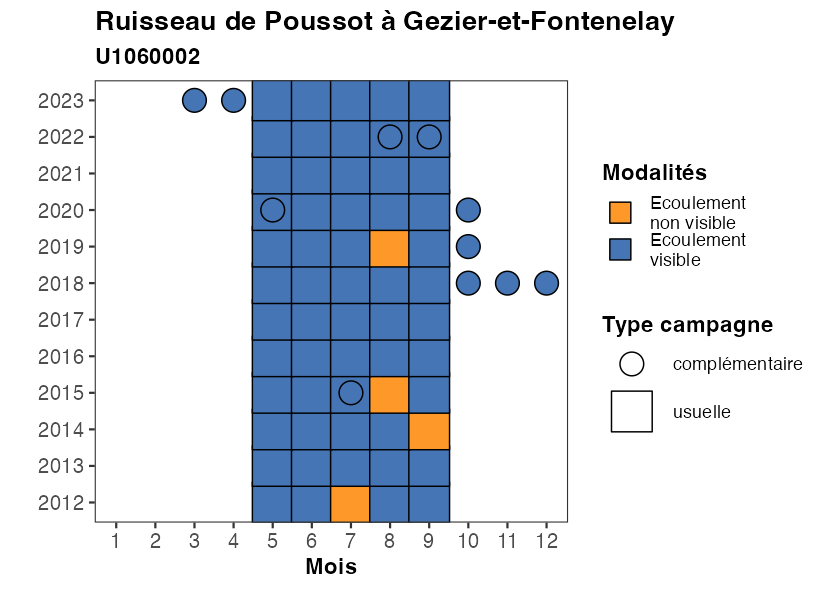 Ruisseau de Poussot à Gezier-et-Fontenelay
U1060002
2023
2022
2021
2020
2019
2018
2017
2016
2015
2014
2013
2012
1 2 3 4 5 6 7 8 9 10 11 12
Mois
Modalités
Ecoulement
non visible
Ecoulement
visible
Type campagne
complémentaire
usuelle